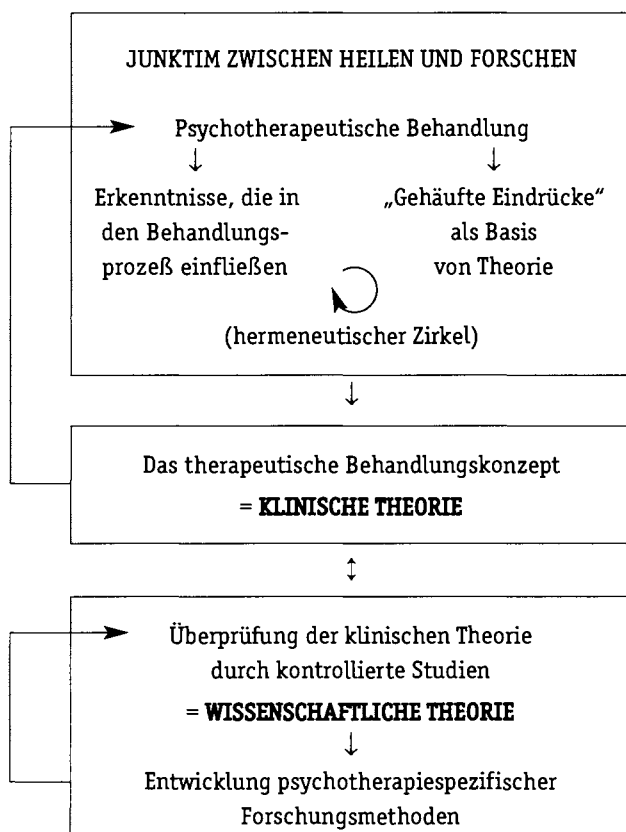 JUNKTIM ZWISCHEN HEILEN UND FORSCHEN
Psychotherapeutische Behandlung
↓ ↓
Erkenntnisse, die in
den Behandlungs-
prozeß einfließen
„Gehäufte Eindrücke“
als Basis
von Theorie
(hermeneutischer Zirkel)
↓
Das therapeutische Behandlungskonzept
= KLINISCHE THEORIE
↕
Überprüfung der klinischen Theorie
durch kontrollierte Studien
= WISSENSCHAFTLICHE THEORIE
↓
Entwicklung psychotherapiespezifischer
Forschungsmethoden